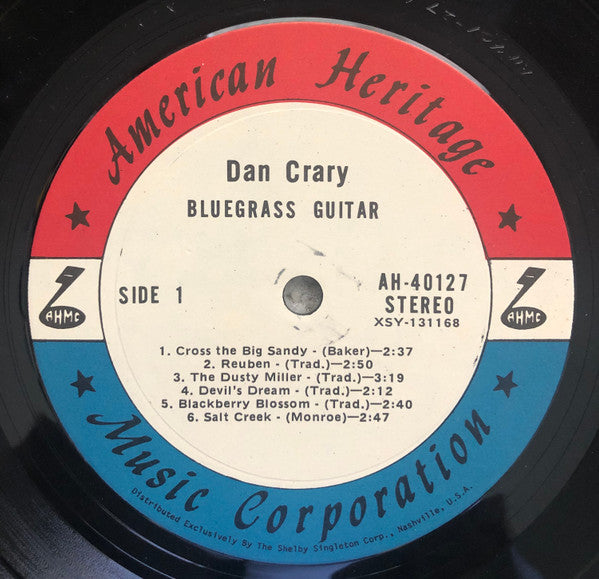 American Heritage
Dan Crary
BLUEGRASS GUITAR
AHMC
AHMC
SIDE 1
AH-40127
STEREO
XSY-131168
1. Cross the Big Sandy - (Baker)—2:37
2. Reuben - (Trad.)—2:50
3. The Dusty Miller - (Trad.)—3:19
4. Devil's Dream - (Trad.)—2:12
5. Blackberry Blossom - (Trad.)—2:40
6. Salt Creek - (Monroe)—2:47
Music Corporation
Distributed Exclusively By The Shelby Singleton Corp., Nashville, U.S.A.